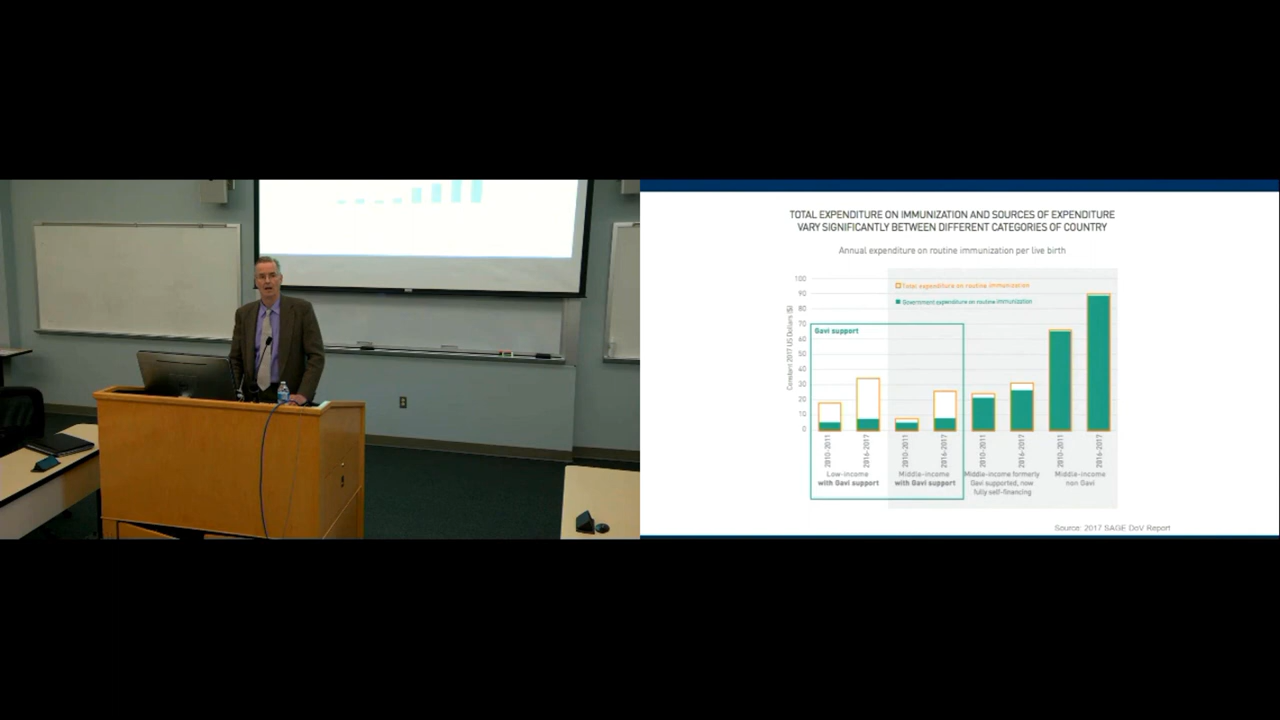 TOTAL EXPENDITURE ON IMMUNIZATION AND SOURCES OF EXPENDITURE
VARY SIGNIFICANTLY BETWEEN DIFFERENT CATEGORIES OF COUNTRY
Annual expenditure on routine immunization per live birth
Constant 2017 US Dollars ($)
100
90
80
70
60
50
40
30
20
10
0
Total expenditure on routine immunization
Government expenditure on routine immunization
Gavi support
2010-2011
2016-2017
2010-2011
2016-2017
2010-2011
2016-2017
2010-2011
2016-2017
Low-income
with Gavi support
Middle-income
with Gavi support
Middle-income formerly
Gavi supported, now
fully self-financing
Middle-income
non Gavi
Source: 2017 SAGE DoV Report